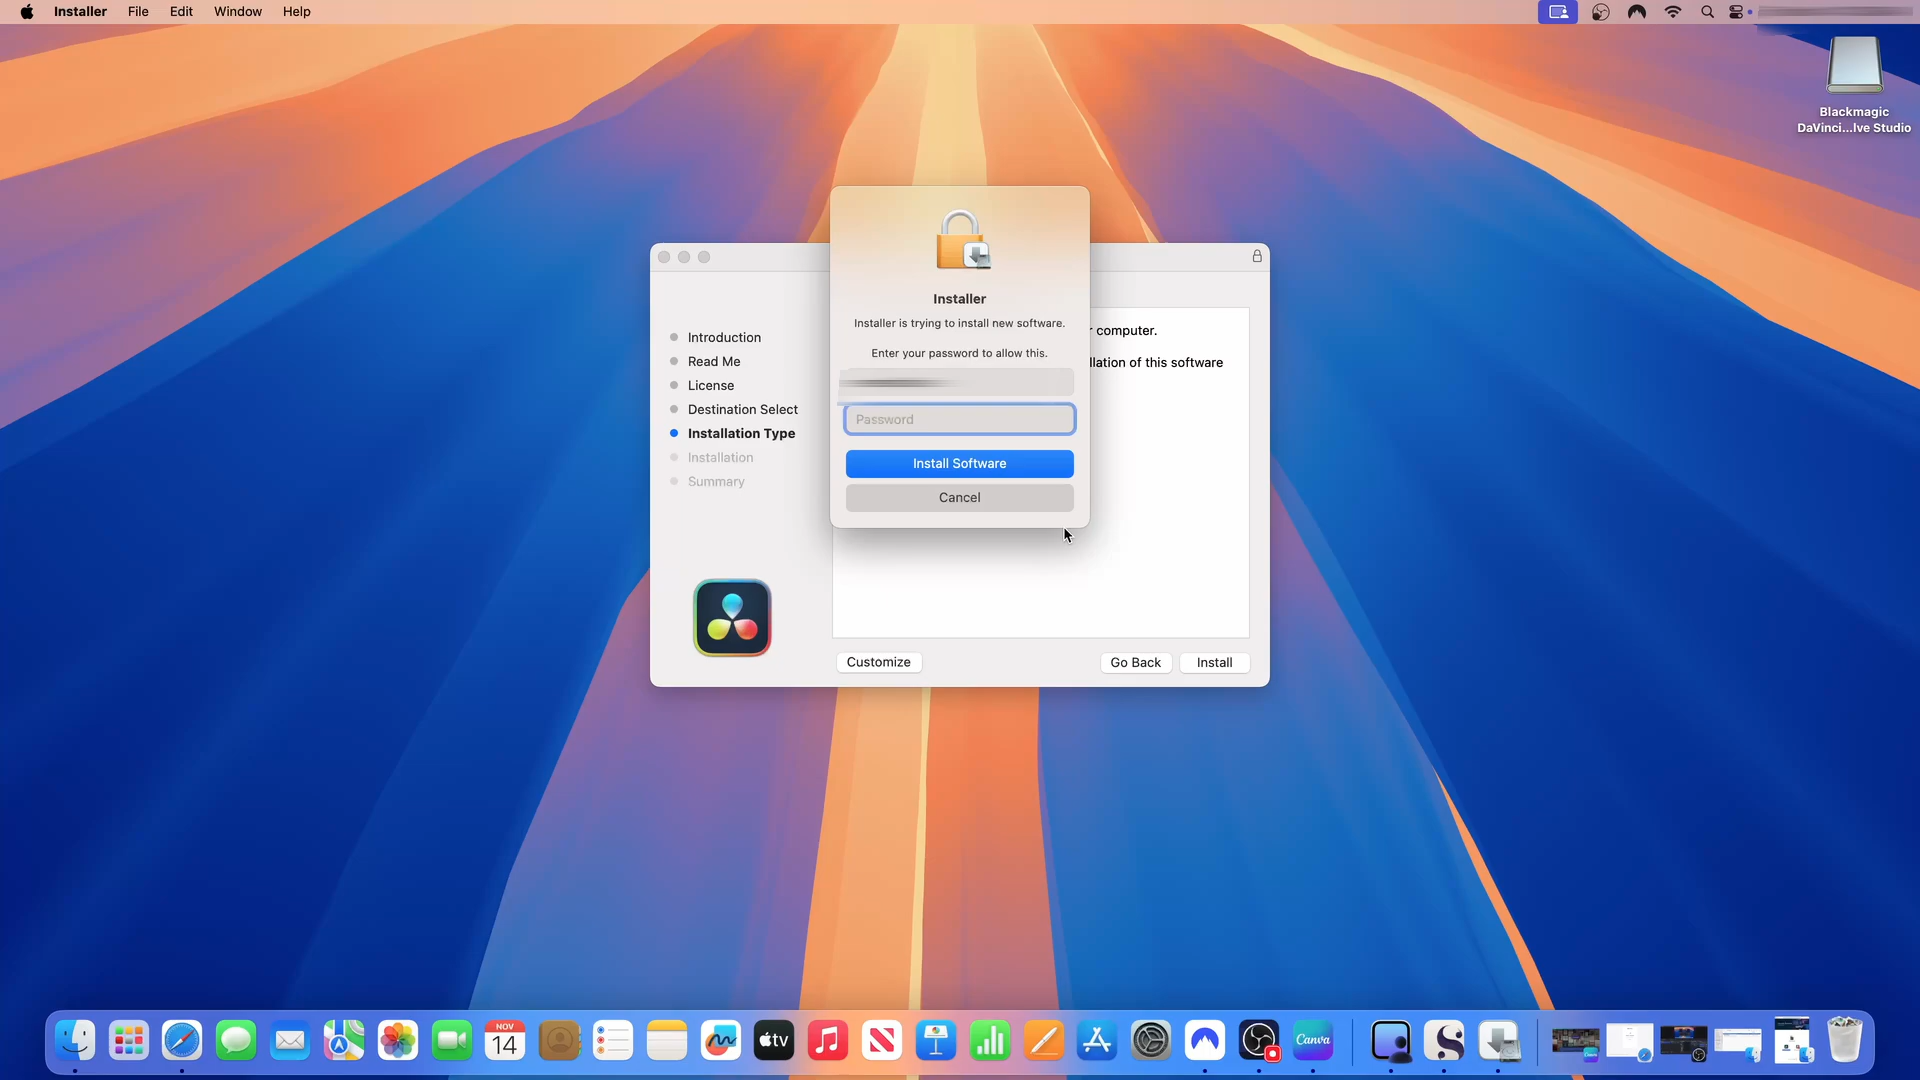 Installer File Edit Window Help
Blackmagic
DaVinci...lve Studio
Installer
Installer is trying to install new software.
Enter your password to allow this.
Password
Install Software
Cancel
Introduction
Read Me
License
Destination Select
Installation Type
Installation
Summary
computer.
llation of this software
Customize
Go Back
Install
NOV
14
tv
Canva